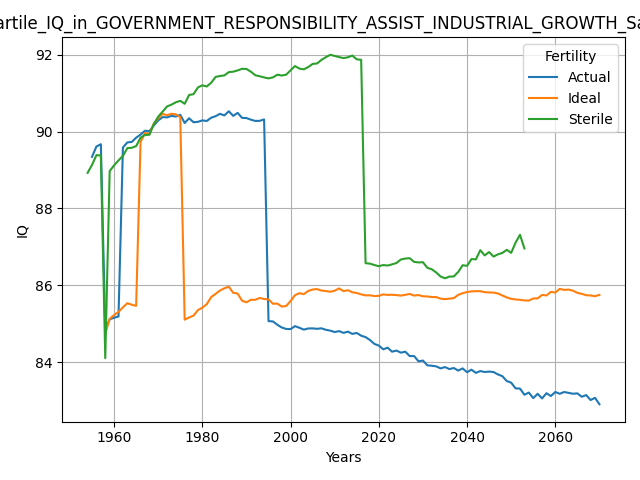 artile_IQ_in_GOVERNMENT_RESPONSIBILITY_ASSIST_INDUSTRIAL_GROWTH_Sa
Fertility
Actual
Ideal
Sterile
92
90
88
86
84
IQ
1960 1980 2000 2020 2040 2060
Years